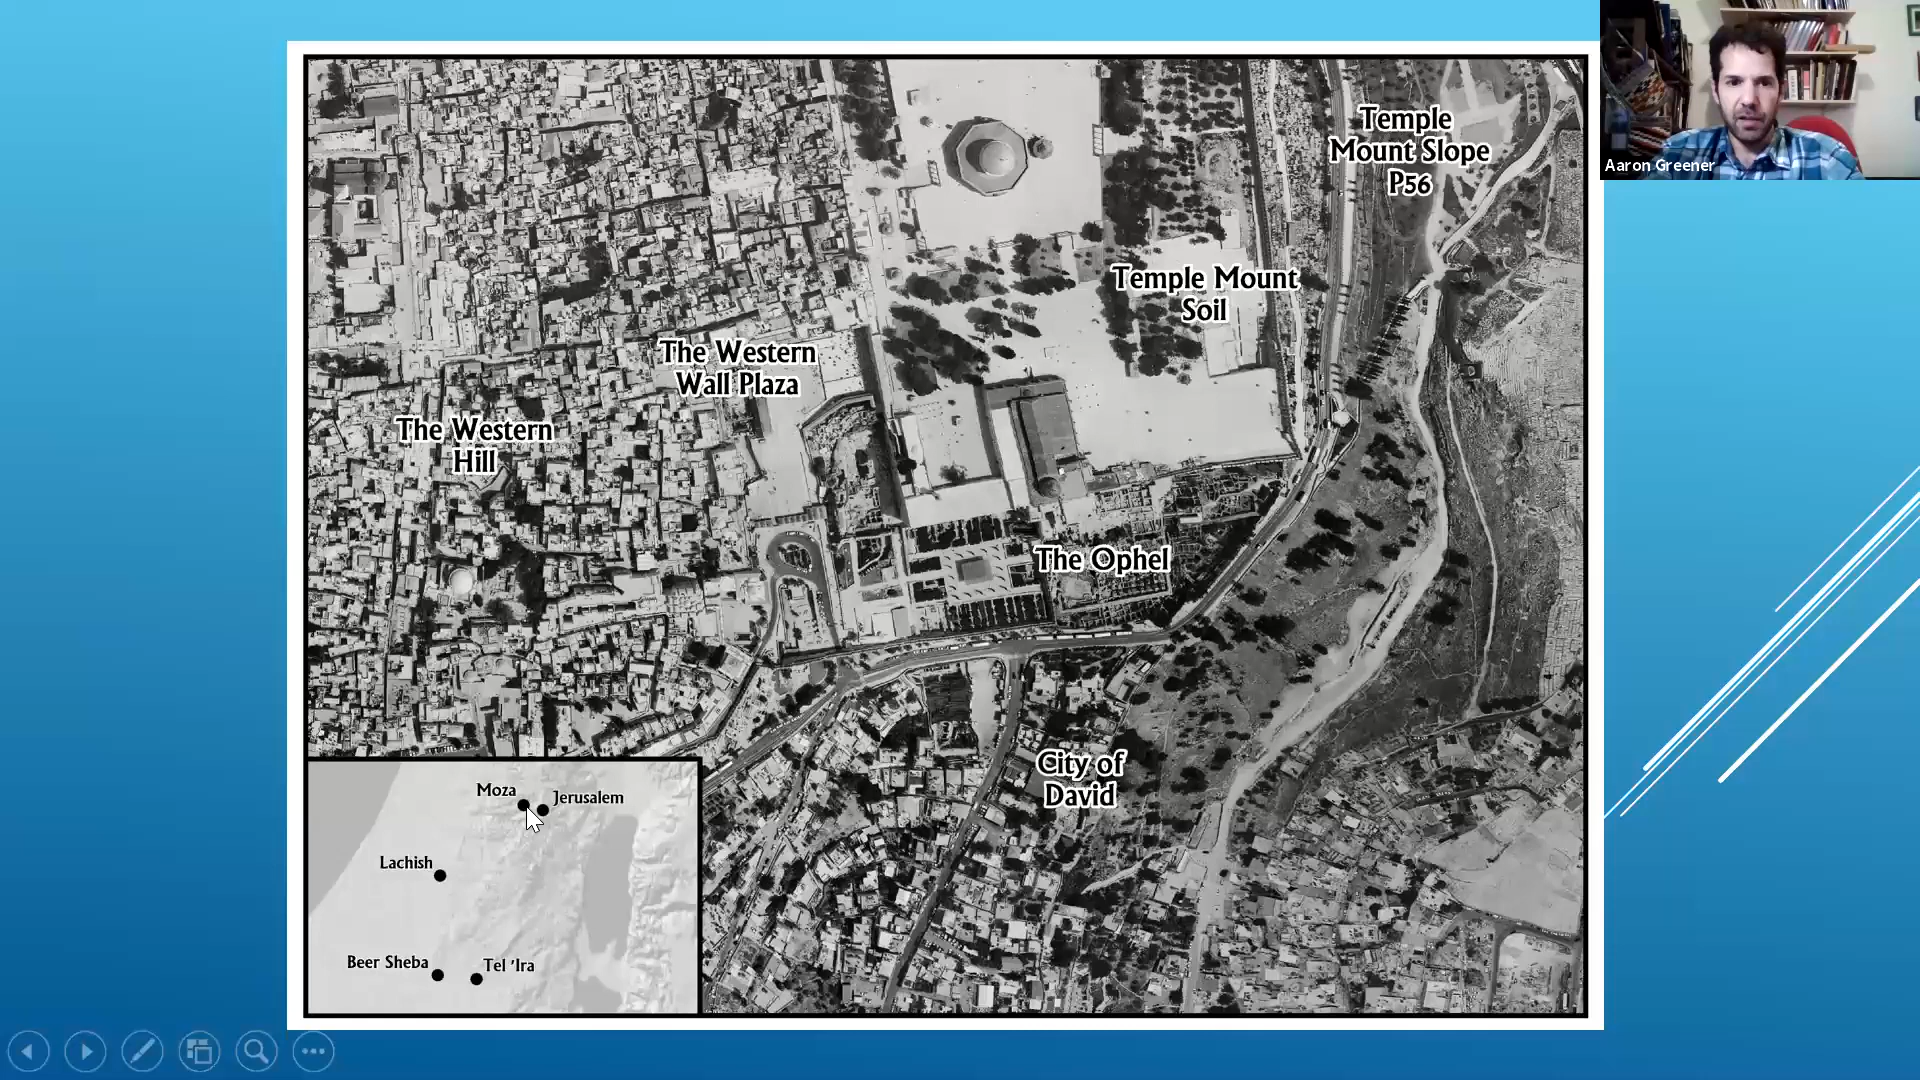 Temple
Mount Slope
P56
Aaron Greener
Temple Mount
Soil
The Western
Wall Plaza
The Western
Hill
The Ophel
City of
David
Moza
Jerusalem
Lachish
Beer Sheba
Tel 'Ira